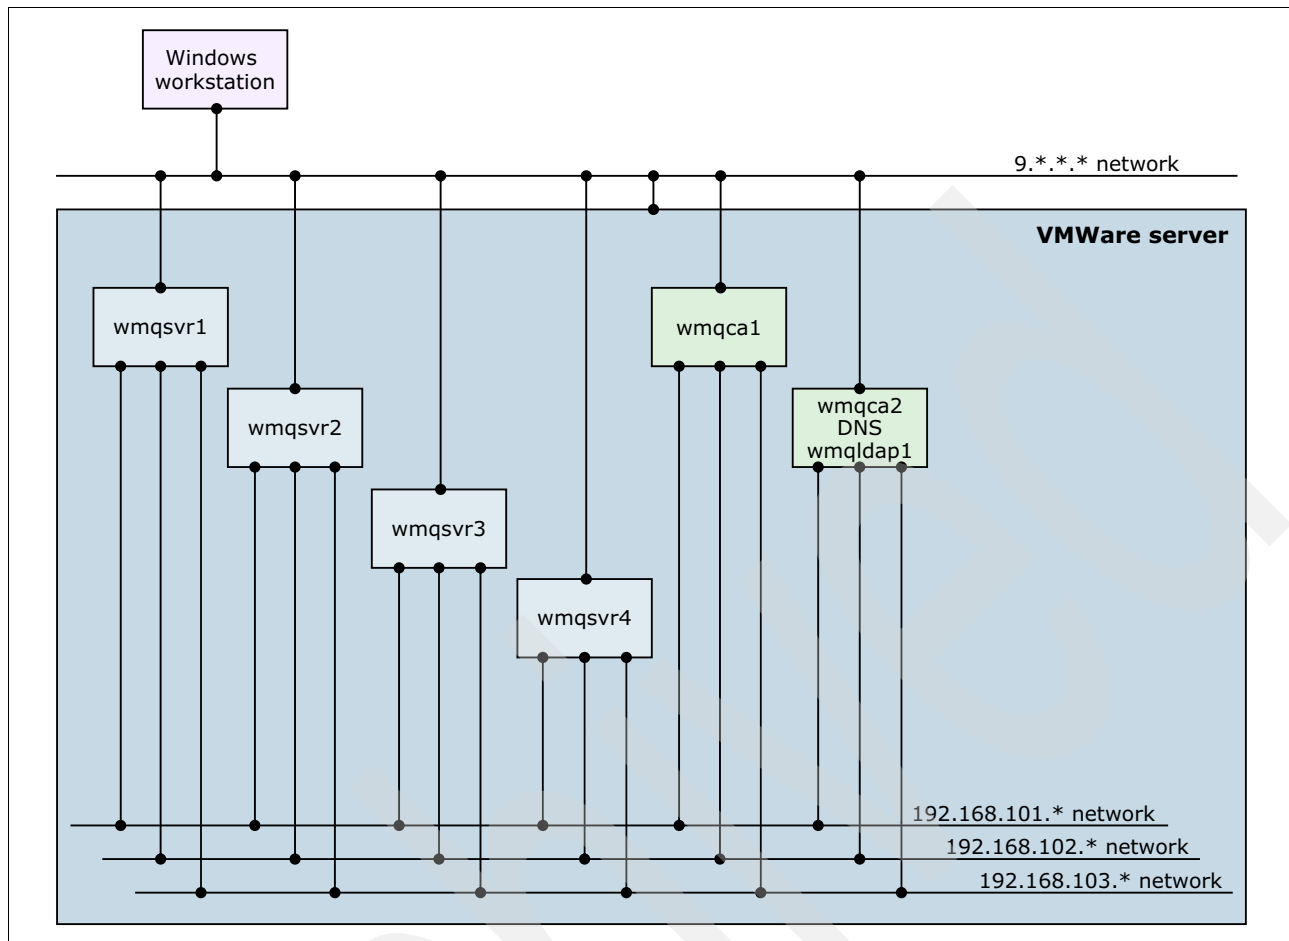 Windows
workstation
9.*.*.* network
VMWare server
wmqsvr1
wmqca1
wmqsvr2
wmqca2
DNS
wmqldap1
wmqsvr3
wmqsvr4
192.168.101.* network
192.168.102.* network
192.168.103.* network